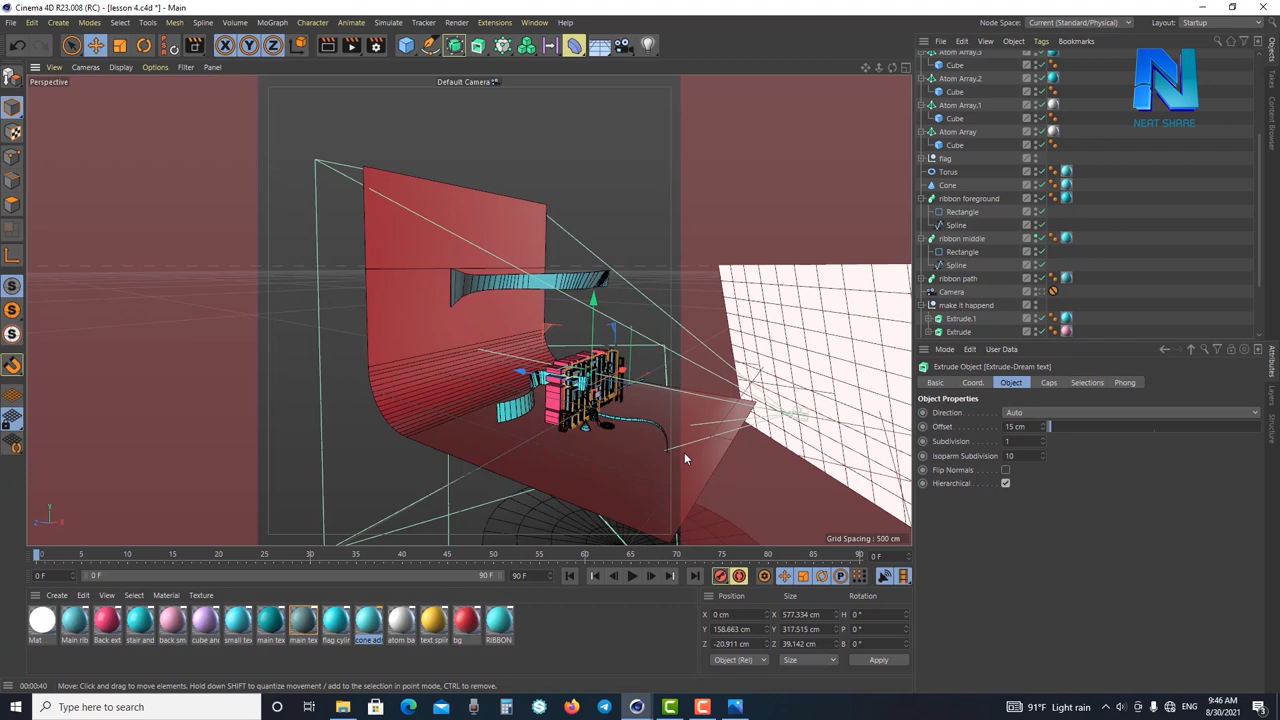 Cinema 4D R23.008 (RC) - [lesson 4.c4d *] - Main
File Edit Create Modes Select Tools Mesh Spline Volume MoGraph Character Animate Simulate Tracker Render Extensions Window Help
Node Space: Current (Standard/Physical)
Layout: Startup
View Cameras Display Options Filter Panel
File Edit View Object Tags Bookmarks
Perspective
Default Camera
Grid Spacing : 500 cm
NEAT SHARE
Atom Array.3
Cube
Atom Array.2
Cube
Atom Array.1
Cube
Atom Array
Cube
flag
Torus
Cone
ribbon foreground
Rectangle
Spline
ribbon middle
Rectangle
Spline
ribbon path
Camera
make it happend
Extrude.1
Extrude
Objects
Takes
Content Browser
Attributes
Layers
Structure
Mode Edit User Data
Extrude Object [Extrude-Dream text]
Basic Coord. Object Caps Selections Phong
Object Properties
Direction Auto
Offset 15 cm
Subdivision 1
Isoparm Subdivision 10
Flip Normals
Hierarchical
0 5 10 15 20 25 30 35 40 45 50 55 60 65 70 75 80 85 90 0 F
0 F 0 F 90 F 90 F
Create Edit View Select Material Texture
Mat Main rib Back ext stair and back sm cube an small tex main tex main tex flag cylir cone ad atom ba text spir bg RIBBON
Position Size Rotation
X 0 cm X 577.334 cm H 0 °
Y 158.663 cm Y 317.515 cm P 0 °
Z -20.911 cm Z 39.142 cm B 0 °
Object (Rel) Size Apply
00:00:40 Move: Click and drag to move elements. Hold down SHIFT to quantize movement / add to the selection in point mode, CTRL to remove.
Type here to search
91°F Light rain
ENG
9:46 AM
8/30/2021